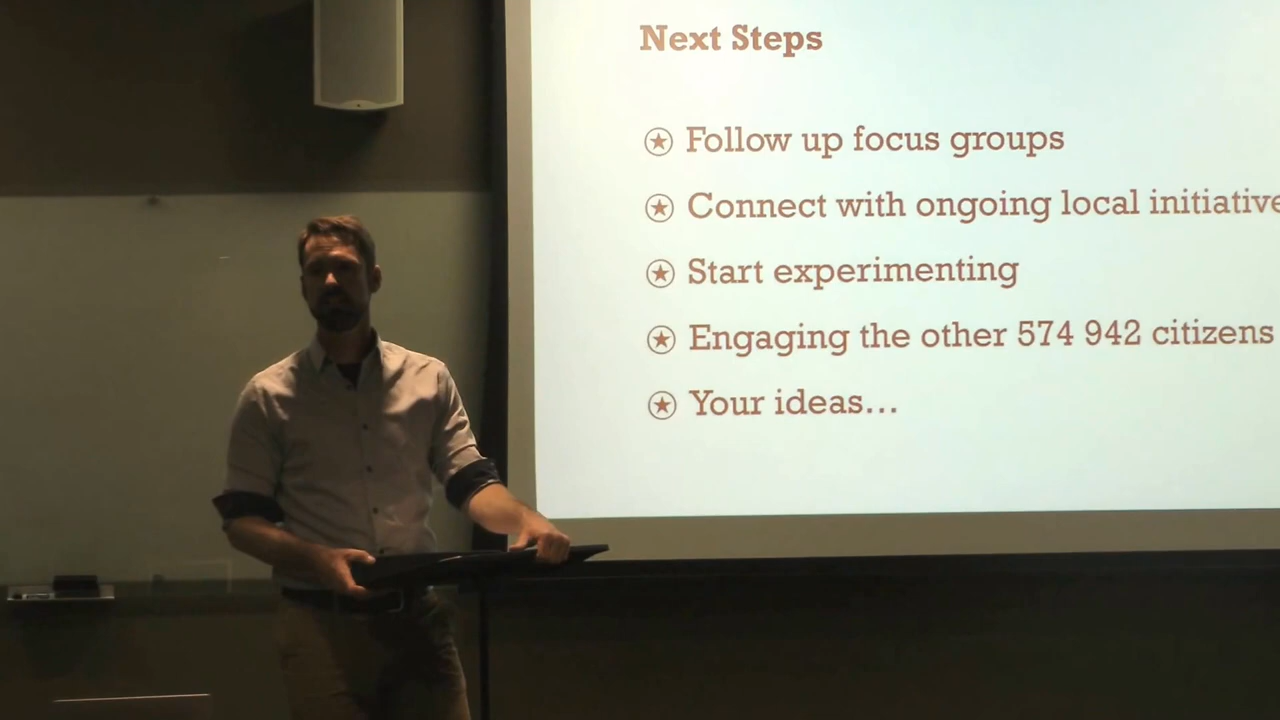 Next Steps
Follow up focus groups
Connect with ongoing local initiative
Start experimenting
Engaging the other 574 942 citizens
Your ideas...